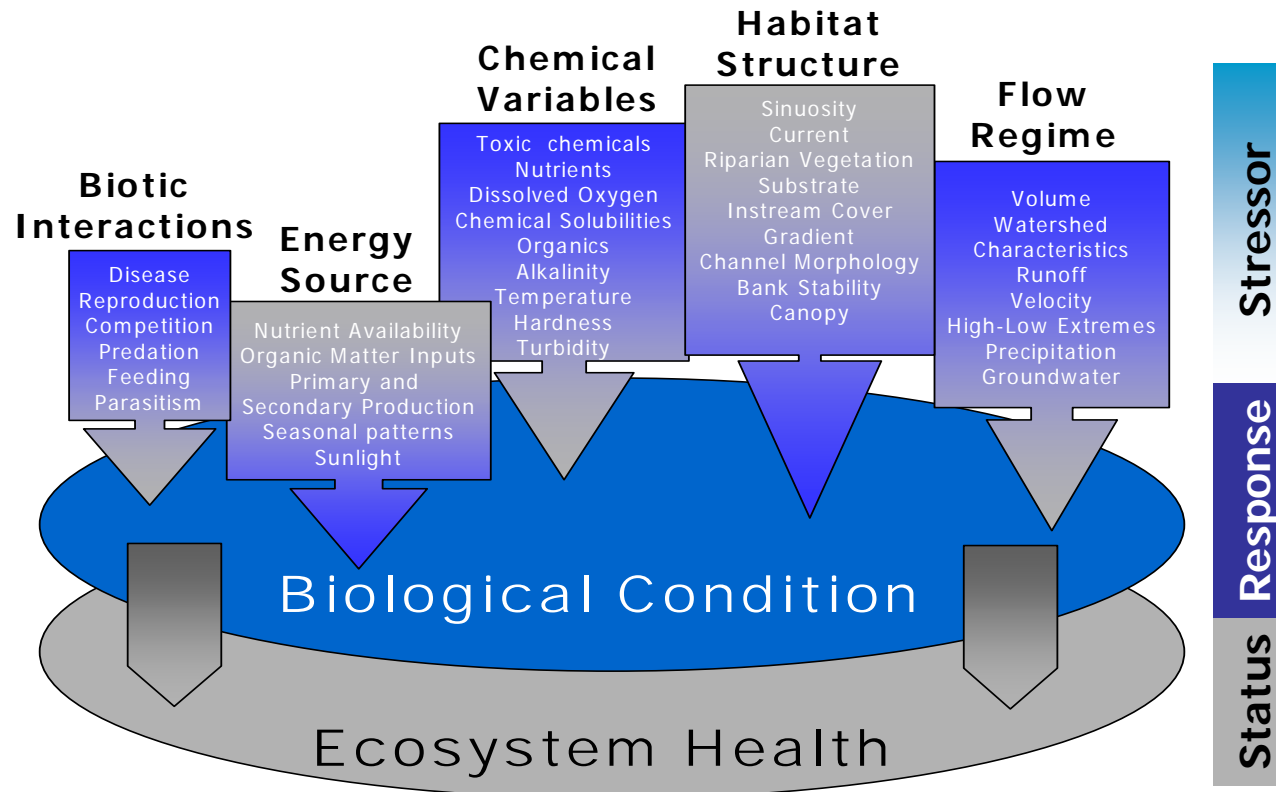 Biotic
Interactions
Disease
Reproduction
Competition
Predation
Feeding
Parasitism
Energy
Source
Nutrient Availability
Organic Matter Inputs
Primary and
Secondary Production
Seasonal patterns
Sunlight
Chemical
Variables
Toxic chemicals
Nutrients
Dissolved Oxygen
Chemical Solubilities
Organics
Alkalinity
Temperature
Hardness
Turbidity
Habitat
Structure
Sinuosity
Current
Riparian Vegetation
Substrate
Instream Cover
Gradient
Channel Morphology
Bank Stability
Canopy
Flow
Regime
Volume
Watershed
Characteristics
Runoff
Velocity
High-Low Extremes
Precipitation
Groundwater
Biological Condition
Ecosystem Health
Stressor
Response
Status